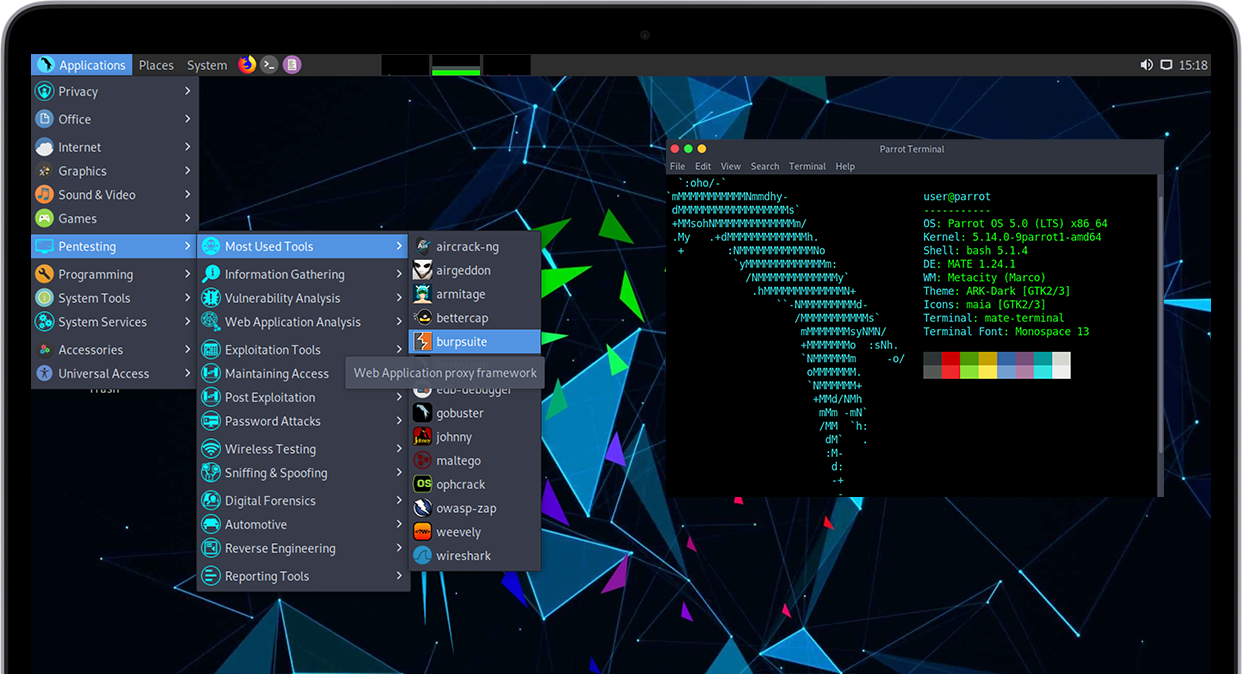 Applications Places System 15:18
Privacy
Office
Internet
Graphics
Sound & Video
Games
Pentesting
Programming
System Tools
System Services
Accessories
Universal Access
Most Used Tools
Information Gathering
Vulnerability Analysis
Web Application Analysis
Exploitation Tools
Maintaining Access
Post Exploitation
Password Attacks
Wireless Testing
Sniffing & Spoofing
Digital Forensics
Automotive
Reverse Engineering
Reporting Tools
aircrack-ng
airgeddon
armitage
bettercap
burpsuite
Web Application proxy framework
edb-debugger
gobuster
johnny
maltego
ophcrack
owasp-zap
weevely
wireshark
Parrot Terminal
File Edit View Search Terminal Help
user@parrot
-----------
OS: Parrot OS 5.0 (LTS) x86_64
Kernel: 5.14.0-9parrot1-amd64
Shell: bash 5.1.4
DE: MATE 1.24.1
WM: Metacity (Marco)
Theme: ARK-Dark [GTK2/3]
Icons: maia [GTK2/3]
Terminal: mate-terminal
Terminal Font: Monospace 13